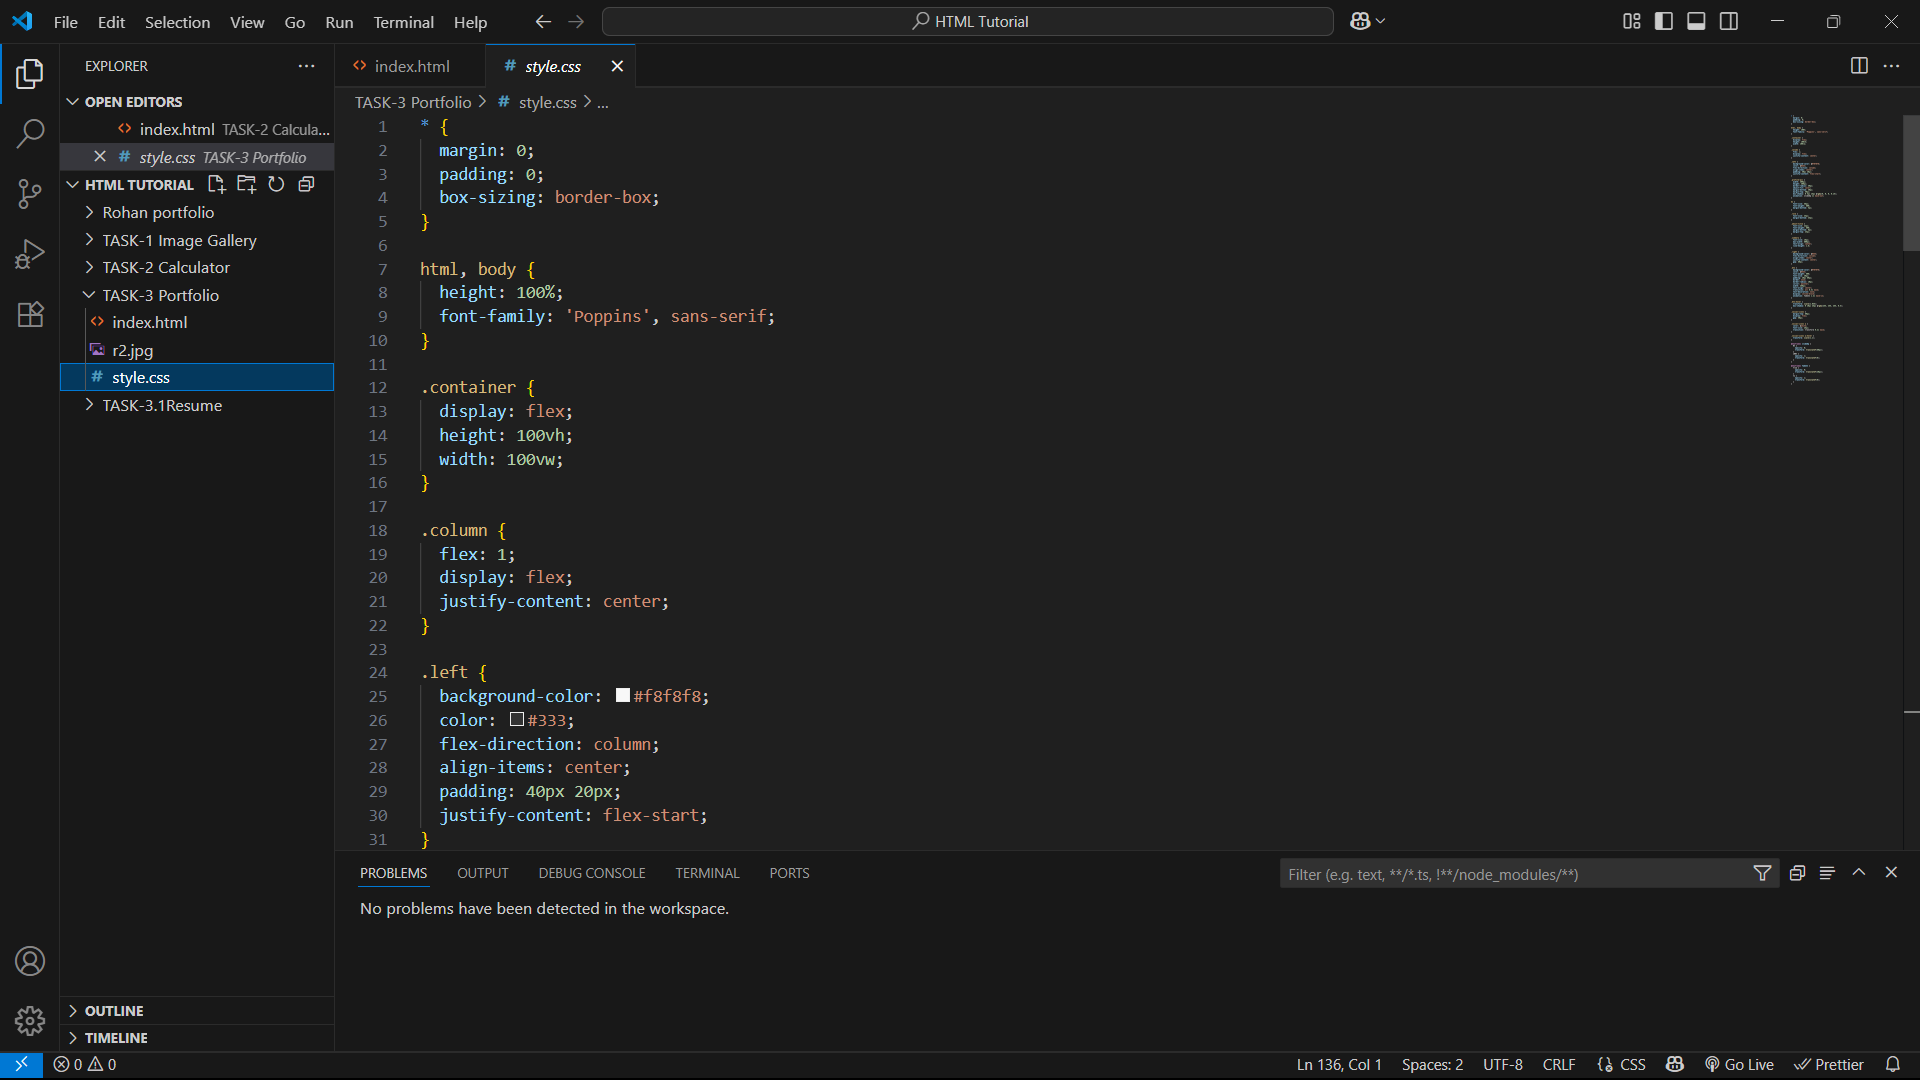 File Edit Selection View Go Run Terminal Help
HTML Tutorial
EXPLORER
OPEN EDITORS
index.html TASK-2 Calcula...
style.css TASK-3 Portfolio
HTML TUTORIAL
Rohan portfolio
TASK-1 Image Gallery
TASK-2 Calculator
TASK-3 Portfolio
index.html
r2.jpg
style.css
TASK-3.1Resume
OUTLINE
TIMELINE
index.html
style.css
TASK-3 Portfolio > # style.css > ...
1 * {
2 margin: 0;
3 padding: 0;
4 box-sizing: border-box;
5 }
6
7 html, body {
8 height: 100%;
9 font-family: 'Poppins', sans-serif;
10 }
11
12 .container {
13 display: flex;
14 height: 100vh;
15 width: 100vw;
16 }
17
18 .column {
19 flex: 1;
20 display: flex;
21 justify-content: center;
22 }
23
24 .left {
25 background-color: #f8f8f8;
26 color: #333;
27 flex-direction: column;
28 align-items: center;
29 padding: 40px 20px;
30 justify-content: flex-start;
31 }
PROBLEMS OUTPUT DEBUG CONSOLE TERMINAL PORTS
Filter (e.g. text, **/*.ts, !**/node_modules/**)
No problems have been detected in the workspace.
0 0
Ln 136, Col 1 Spaces: 2 UTF-8 CRLF {} CSS Go Live Prettier